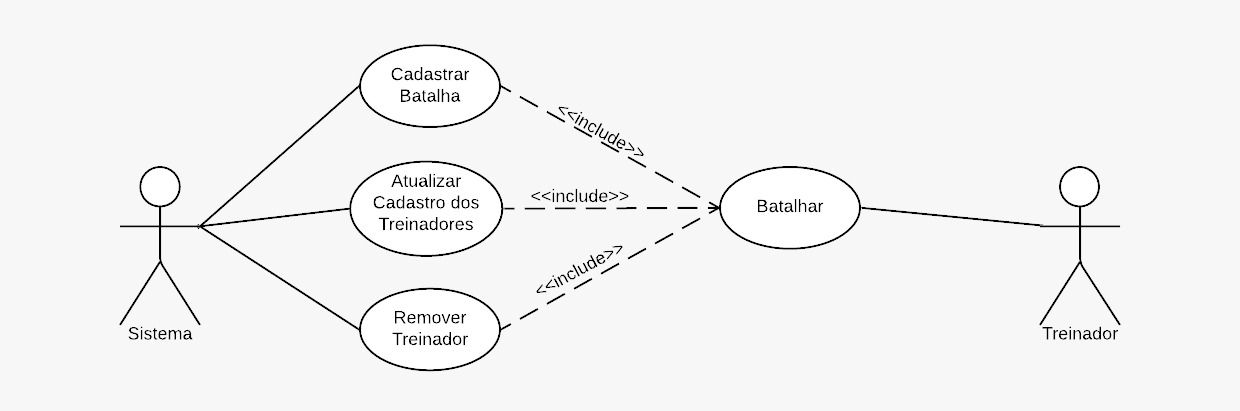 Cadastrar
Batalha
<<include>>
Atualizar
Cadastro dos
Treinadores
<<include>>
Batalhar
<<include>>
Remover
Treinador
Sistema
Treinador